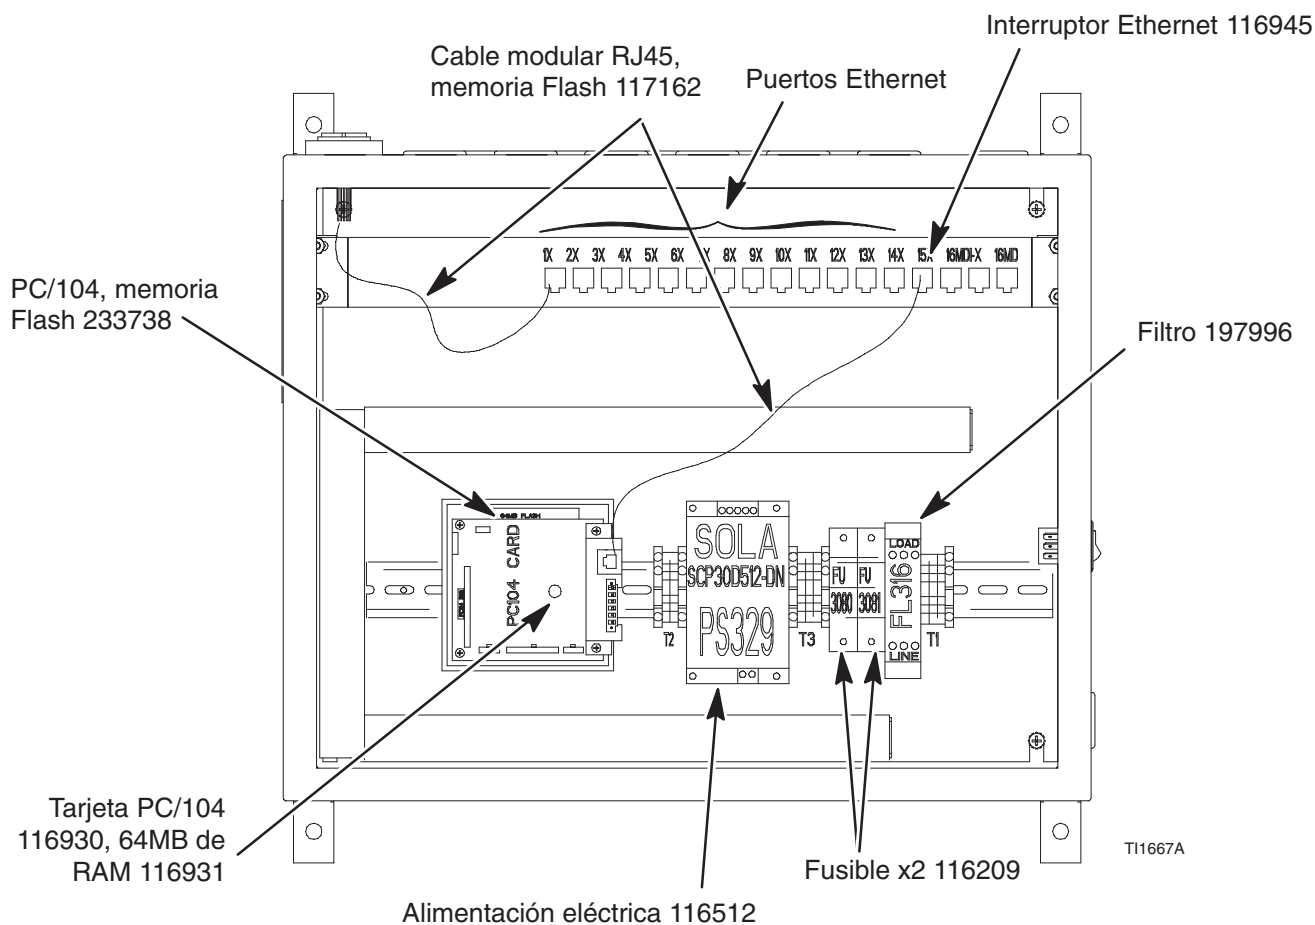 Interruptor Ethernet 116945
Cable modular RJ45,
memoria Flash 117162
Puertos Ethernet
1X 2X 3X 4X 5X 6X X 8X 9X 10X 11X 12X 13X 14X 15X 16MDI-X 16MD
PC/104, memoria
Flash 233738
Filtro 197996
64MB FLASH
PC104 CARD
SOLA
SCP30D512-DN
PS329
T2
T3
FU
3080
FU
3081
LOAD
FL316
LINE
T1
Tarjeta PC/104
116930, 64MB de
RAM 116931
Fusible x2 116209
TI1667A
Alimentación eléctrica 116512